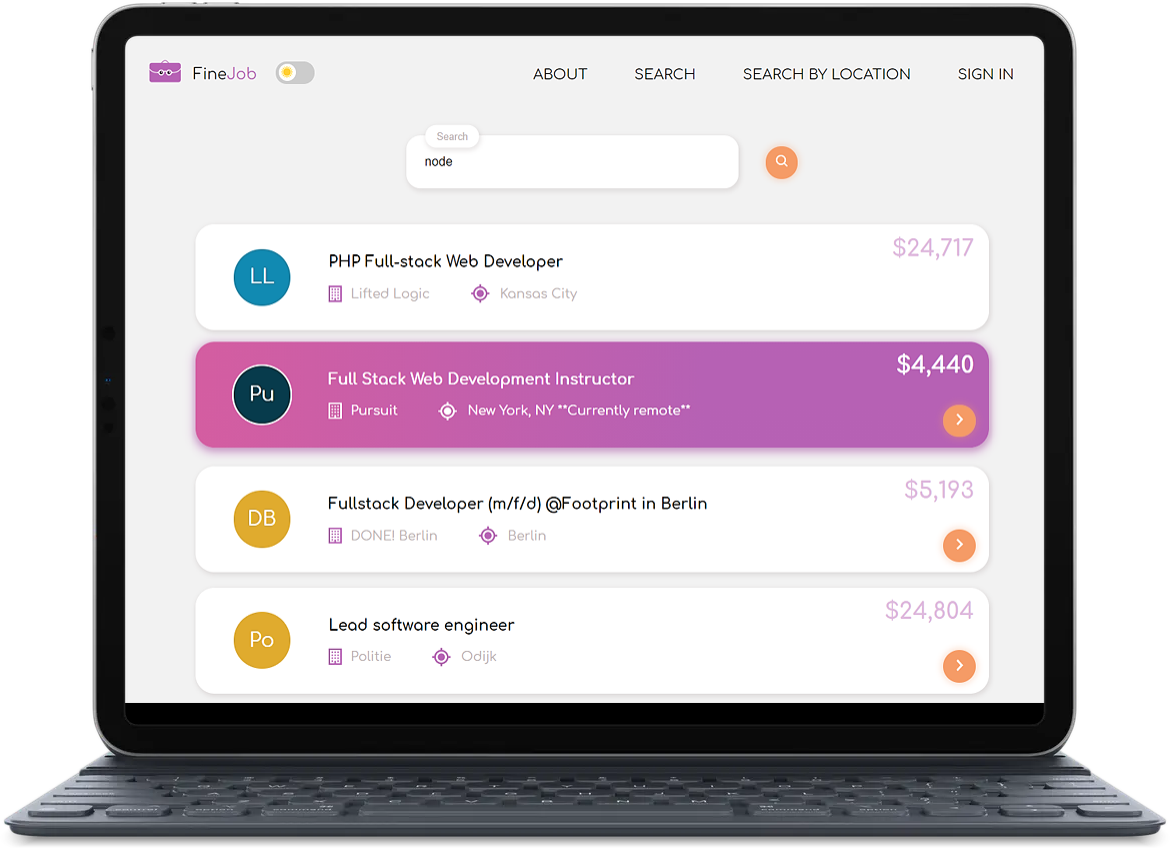 FineJob
ABOUT SEARCH SEARCH BY LOCATION SIGN IN
Search
node
$24,717
LL
PHP Full-stack Web Developer
Lifted Logic Kansas City
$4,440
Pu
Full Stack Web Development Instructor
Pursuit New York, NY **Currently remote**
$5,193
DB
Fullstack Developer (m/f/d) @Footprint in Berlin
DONE! Berlin Berlin
$24,804
Po
Lead software engineer
Politie Odijk